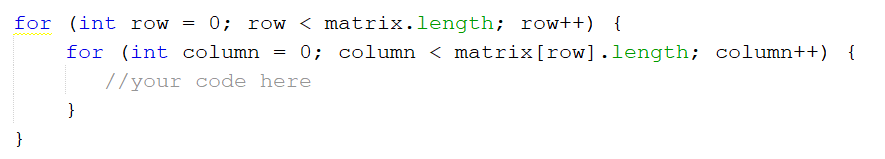 for (int row = 0; row < matrix.length; row++) {
for (int column = 0; column < matrix[row].length; column++) {
//your code here
}
}